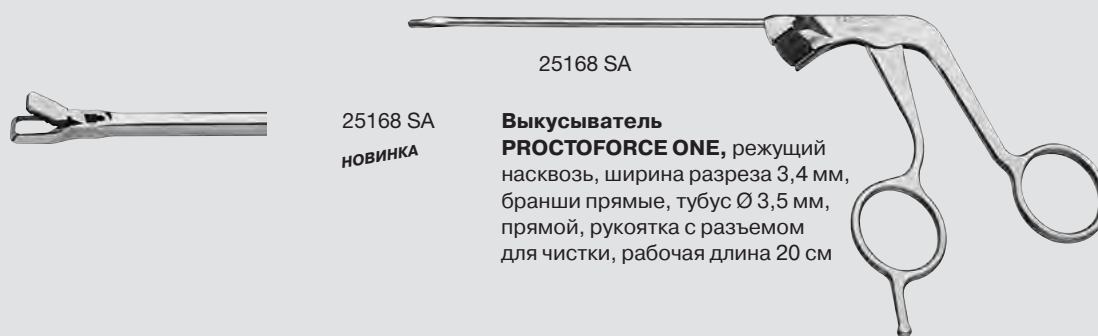 25168 SA
25168 SA
НОВИНКА
Выкусыватель
PROCTOFORCE ONE, режущий
насквозь, ширина разреза 3,4 мм,
бранши прямые, тубус Ø 3,5 мм,
прямой, рукоятка с разъемом
для чистки, рабочая длина 20 см